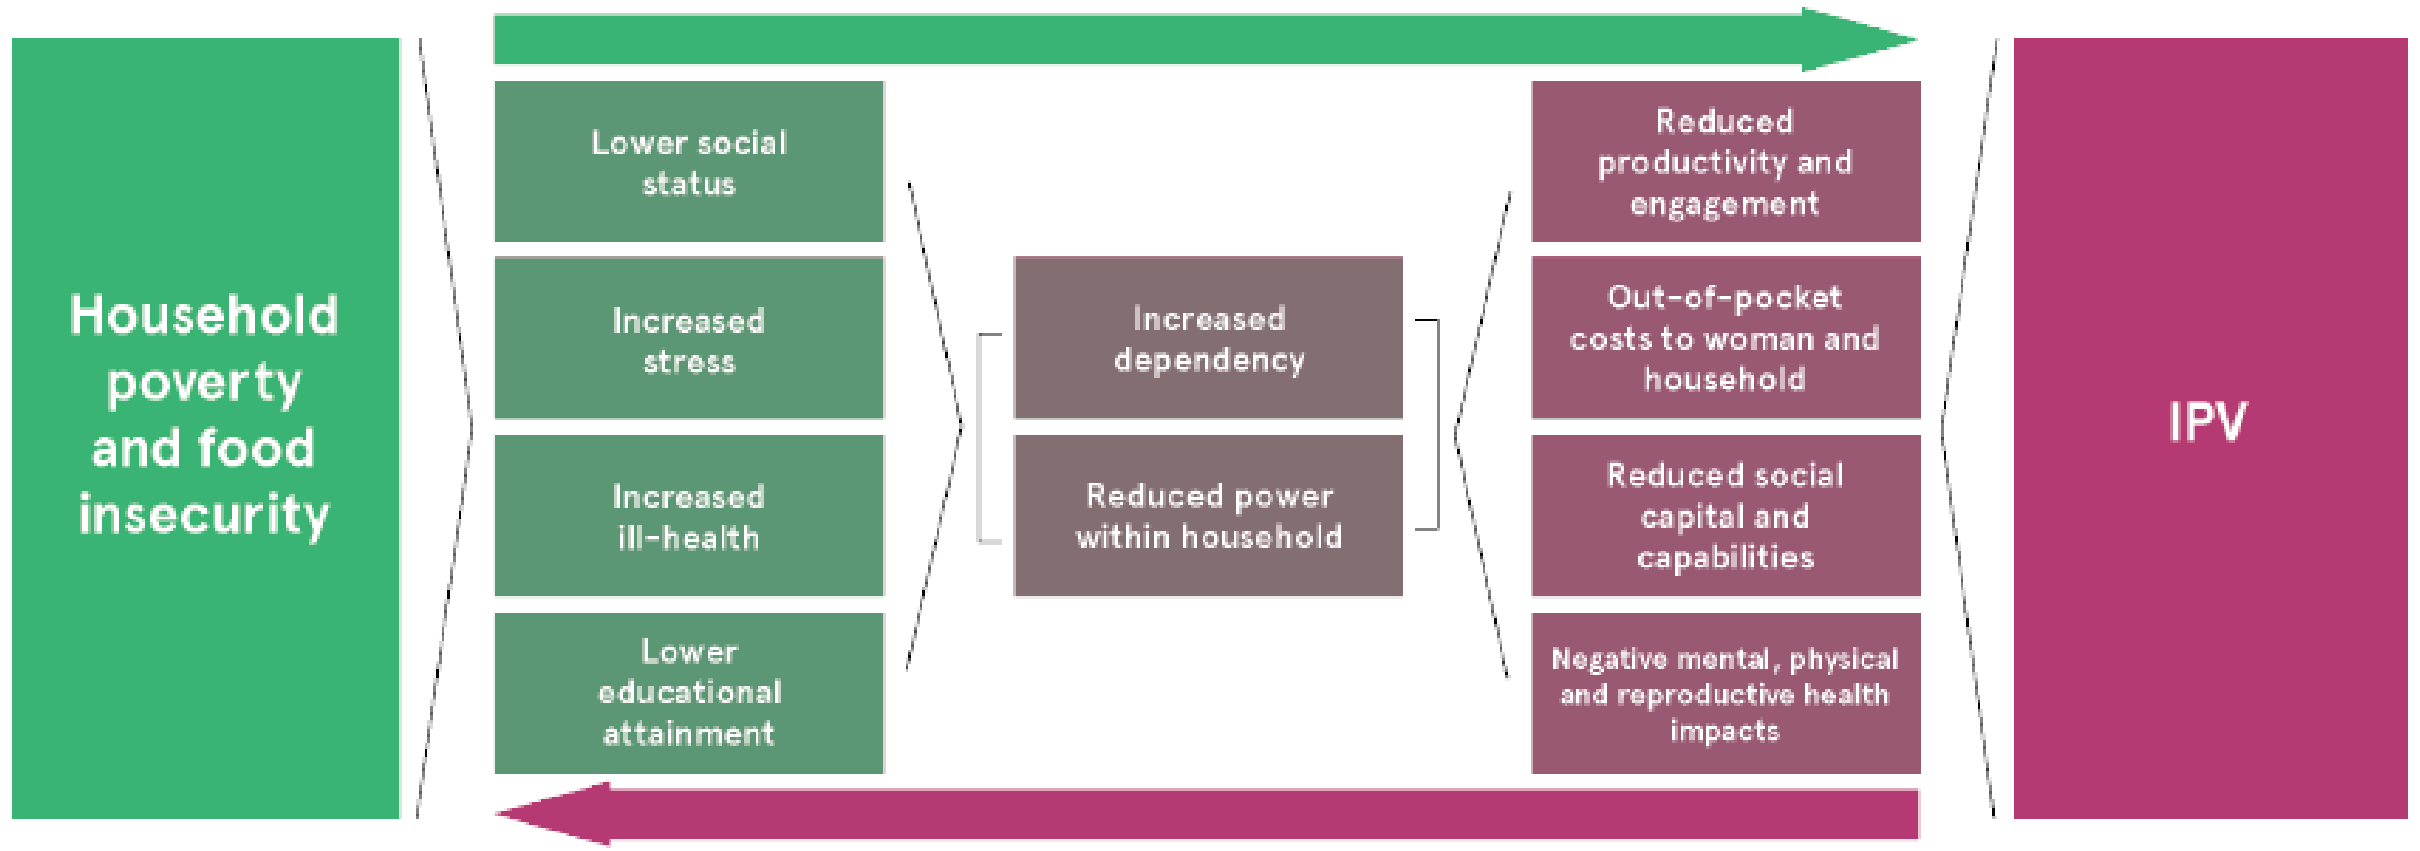 Household
poverty
and food
insecurity
Lower social
status
Increased
stress
Increased
ill-health
Lower
educational
attainment
Increased
dependency
Reduced power
within household
Reduced
productivity and
engagement
Out-of-pocket
costs to woman and
household
Reduced social
capital and
capabilities
Negative mental, physical
and reproductive health
impacts
IPV